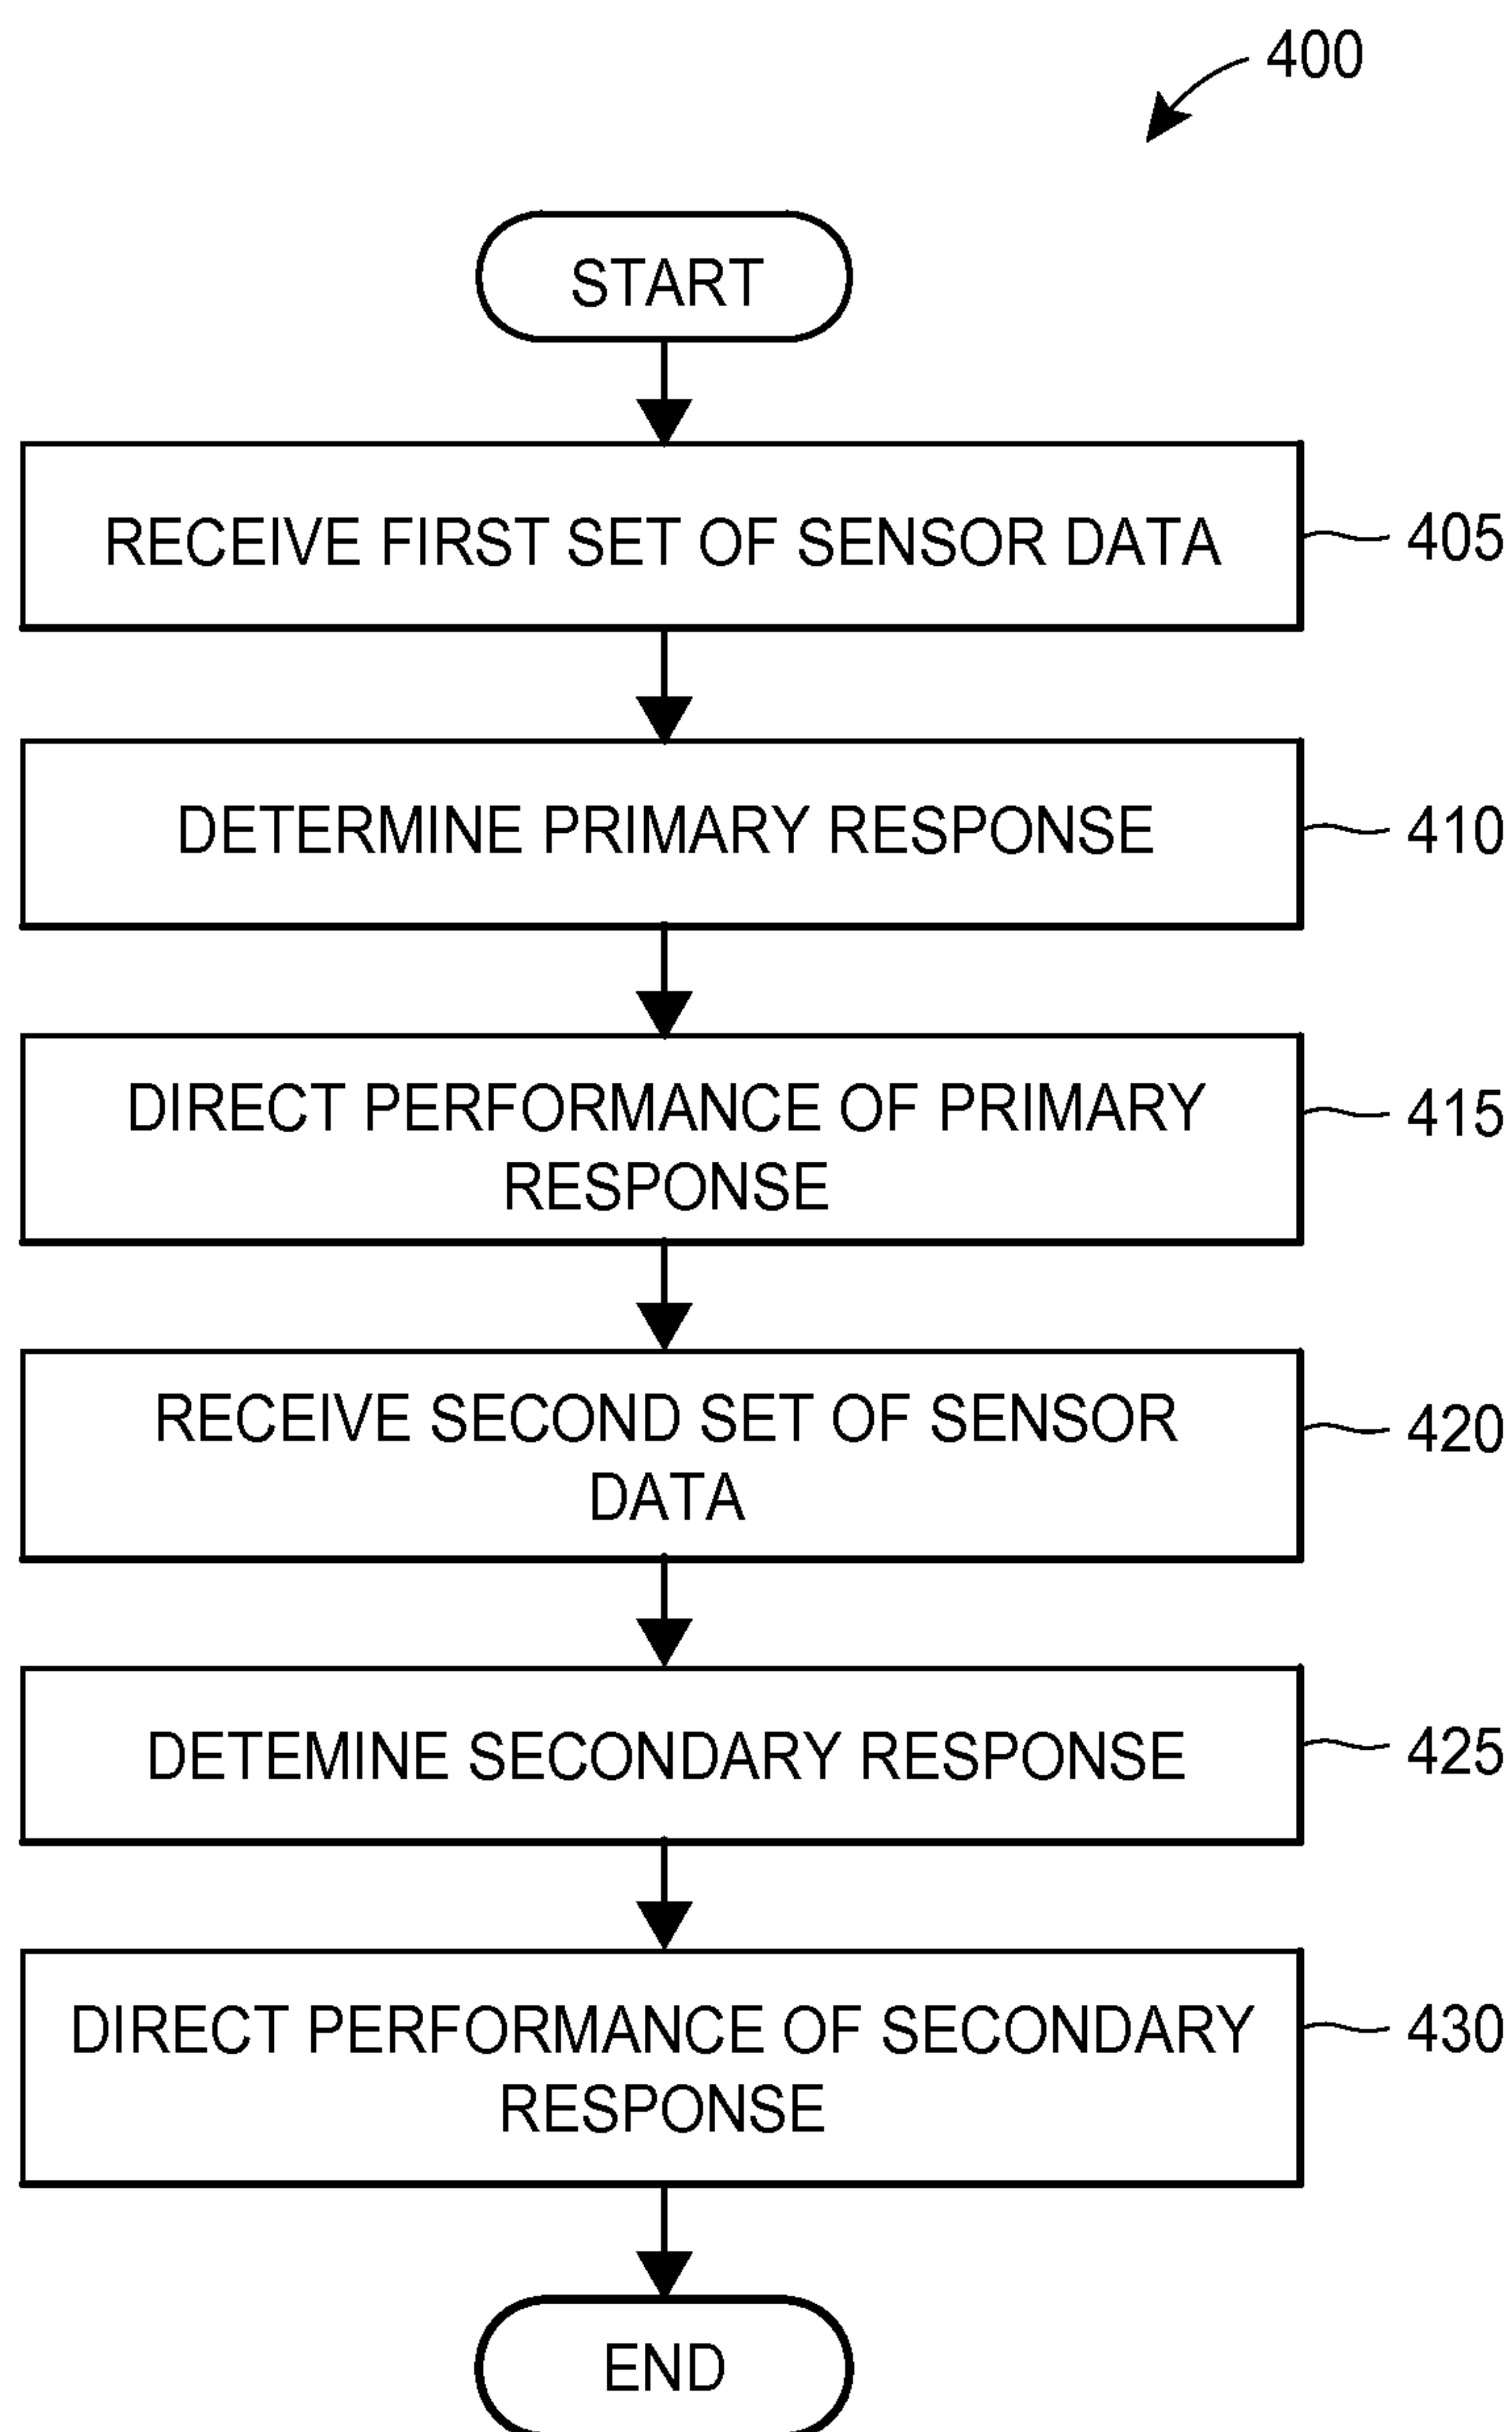 400
START
RECEIVE FIRST SET OF SENSOR DATA
405
DETERMINE PRIMARY RESPONSE
410
DIRECT PERFORMANCE OF PRIMARY
RESPONSE
415
RECEIVE SECOND SET OF SENSOR
DATA
420
DETEMINE SECONDARY RESPONSE
425
DIRECT PERFORMANCE OF SECONDARY
RESPONSE
430
END